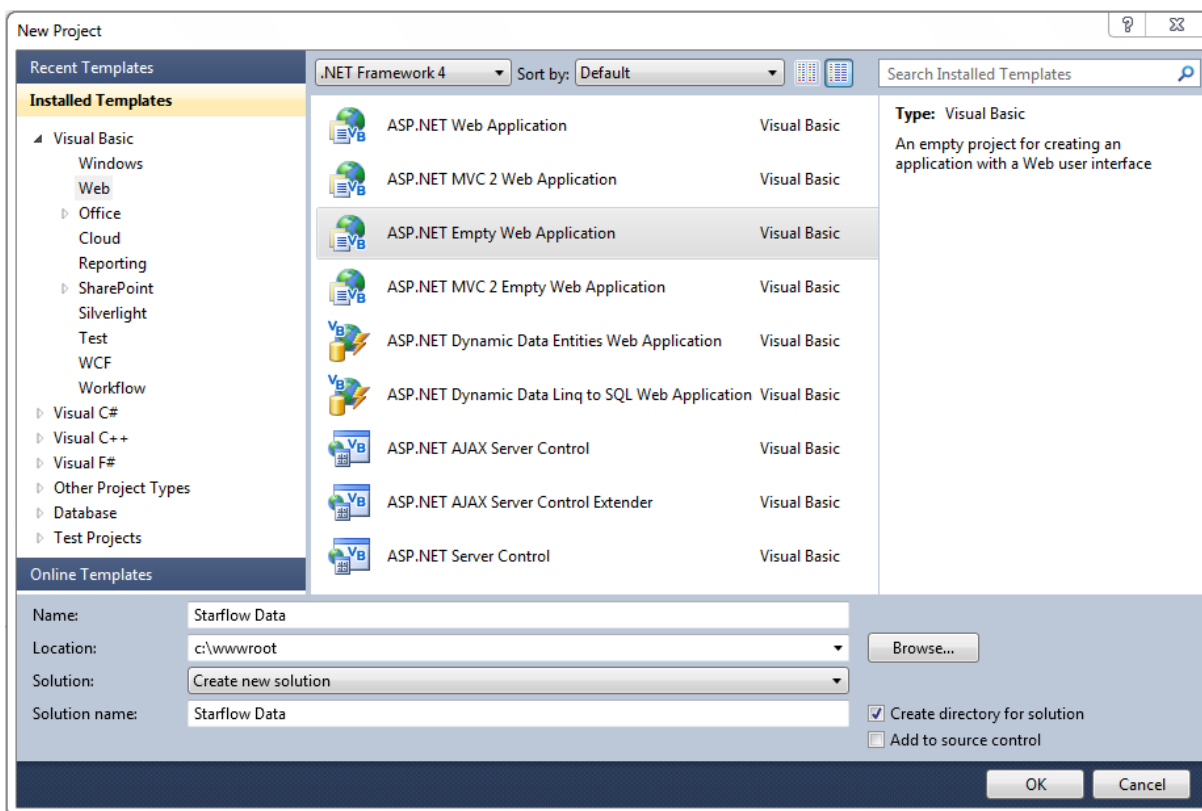 New Project
Recent Templates
Installed Templates
Visual Basic
Windows
Web
Office
Cloud
Reporting
SharePoint
Silverlight
Test
WCF
Workflow
Visual C#
Visual C++
Visual F#
Other Project Types
Database
Test Projects
Online Templates
.NET Framework 4
Sort by: Default
Search Installed Templates
ASP.NET Web Application Visual Basic
ASP.NET MVC 2 Web Application Visual Basic
ASP.NET Empty Web Application Visual Basic
ASP.NET MVC 2 Empty Web Application Visual Basic
ASP.NET Dynamic Data Entities Web Application Visual Basic
ASP.NET Dynamic Data Linq to SQL Web Application Visual Basic
ASP.NET AJAX Server Control Visual Basic
ASP.NET AJAX Server Control Extender Visual Basic
ASP.NET Server Control Visual Basic
Type: Visual Basic
An empty project for creating an
application with a Web user interface
Name: Starflow Data
Location: c:\wwwroot
Browse...
Solution: Create new solution
Solution name: Starflow Data
Create directory for solution
Add to source control
OK
Cancel